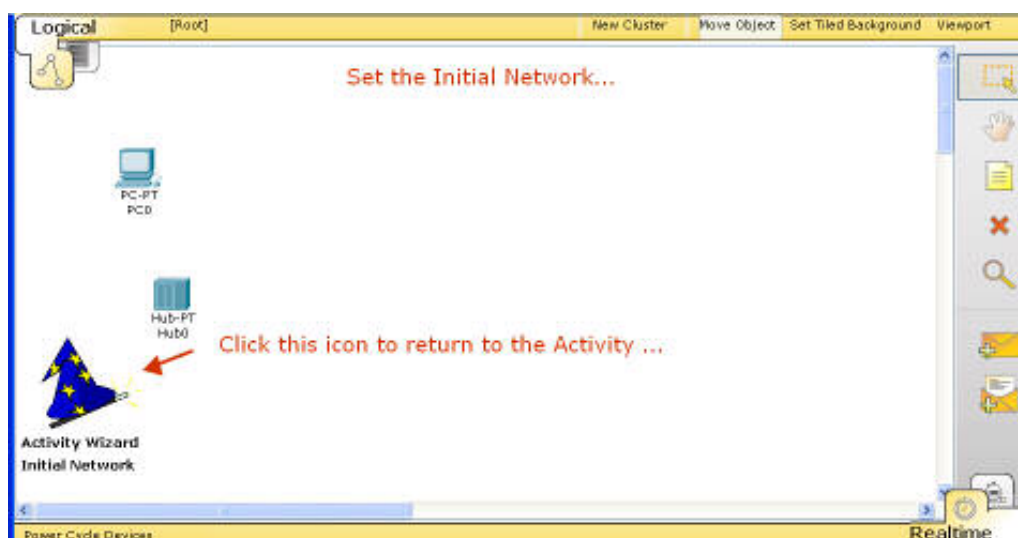 Logical [Root] New Cluster Move Object Set Tiled Background Viewport
Set the Initial Network...
PC-PT
PC0
Hub-PT
Hub0
Click this icon to return to the Activity ...
Activity Wizard
Initial Network
Power Cycle Devices Realtime